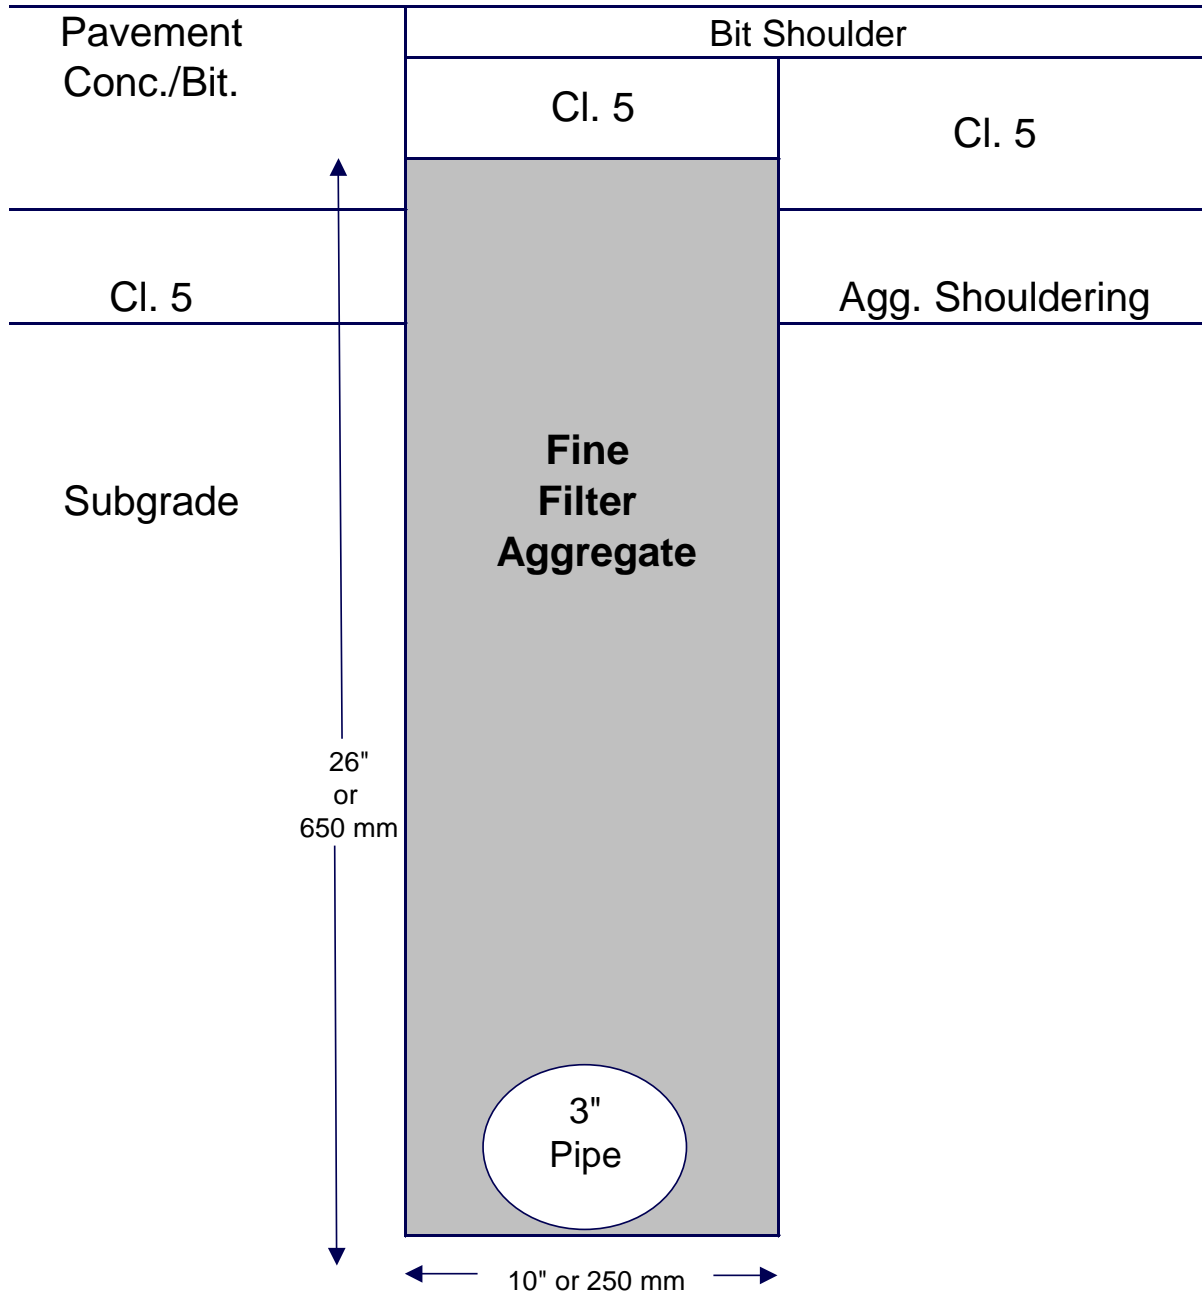 Pavement
Conc./Bit.
Bit Shoulder
Cl. 5
Cl. 5
Cl. 5
Agg. Shouldering
Fine
Filter
Aggregate
Subgrade
26"
or
650 mm
3"
Pipe
10" or 250 mm